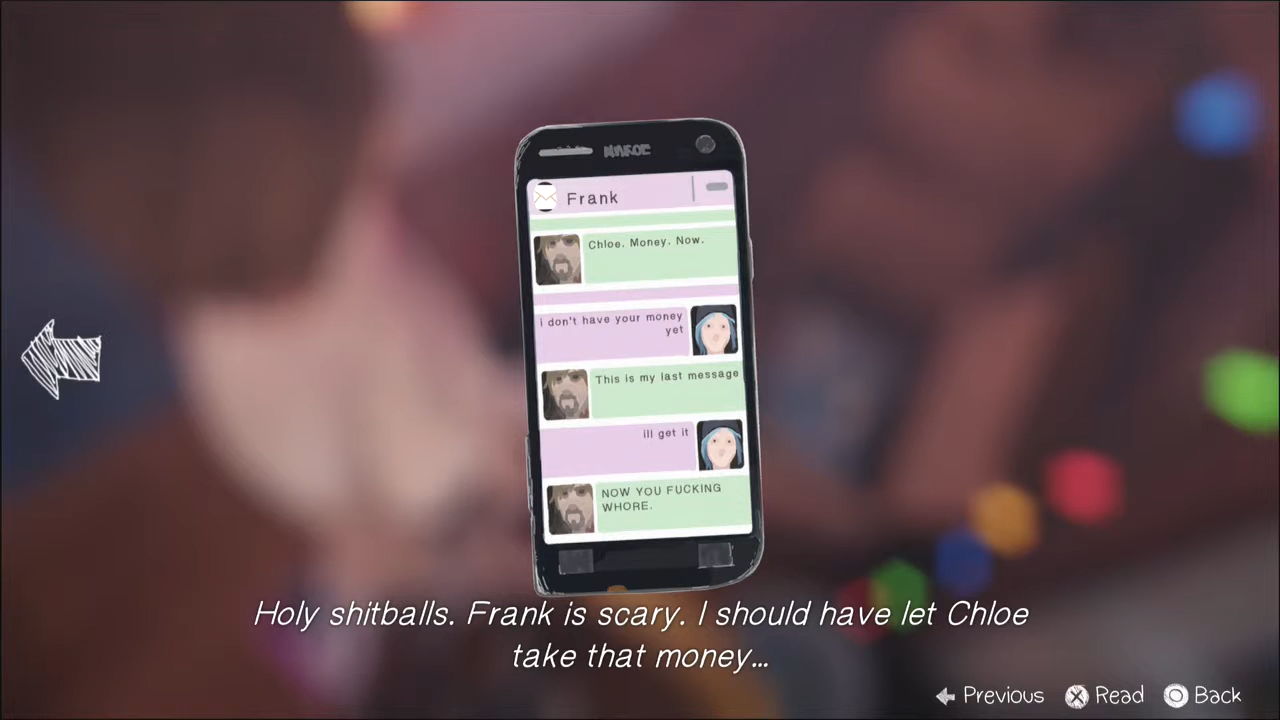 Frank
Chloe. Money. Now.
i don't have your money
yet
This is my last message
ill get it
NOW YOU FUCKING
WHORE.
Holy shitballs. Frank is scary. I should have let Chloe
take that money...
Previous Read Back